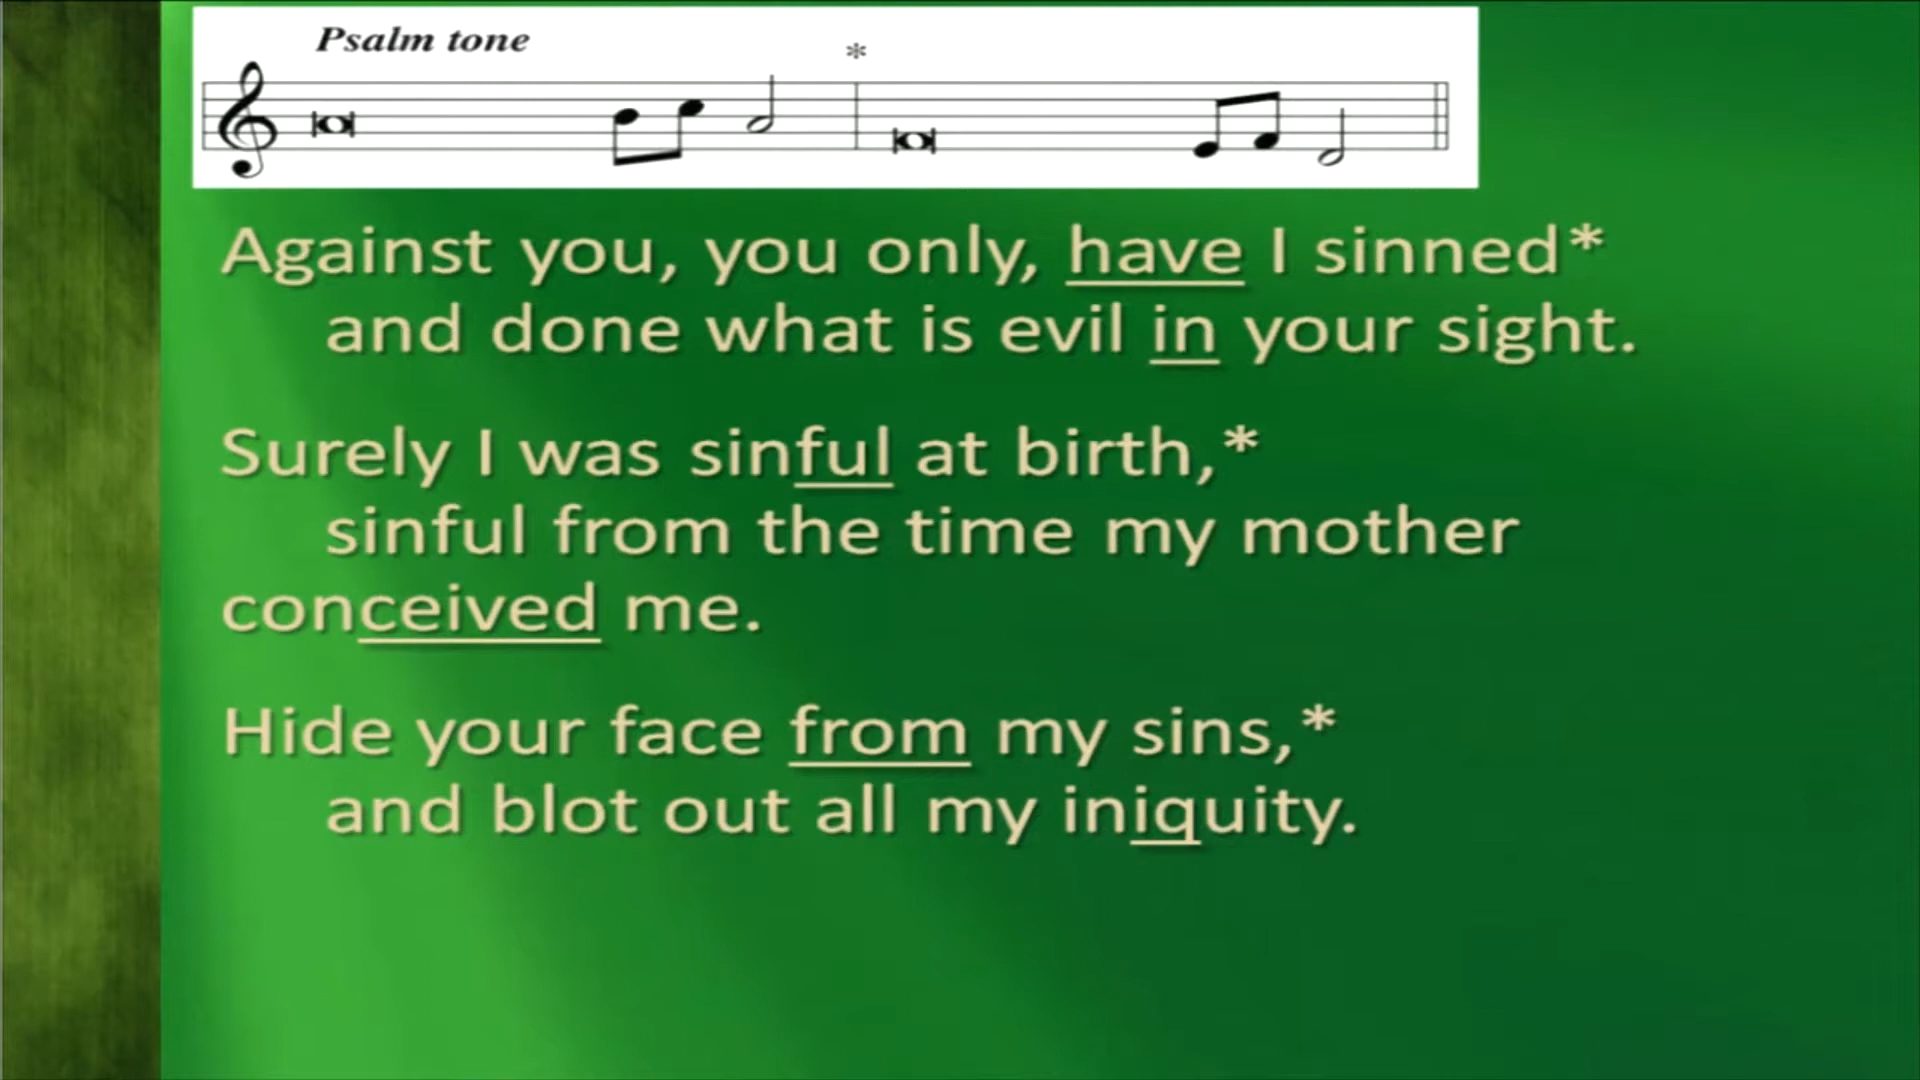 Psalm tone
*
Against you, you only, have I sinned*
and done what is evil in your sight.
Surely I was sinful at birth,*
sinful from the time my mother
conceived me.
Hide your face from my sins,*
and blot out all my iniquity.